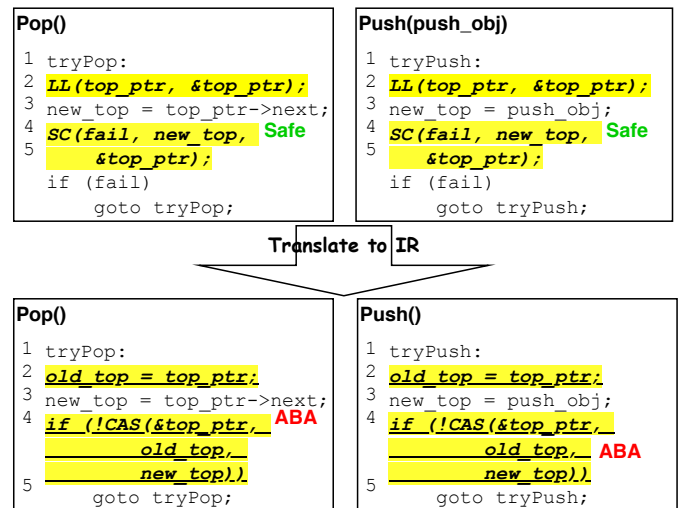 Pop()
1 tryPop:
2 LL(top_ptr, &top_ptr);
3 new_top = top_ptr->next;
4 SC(fail, new_top, Safe
5 &top_ptr);
if (fail)
goto tryPop;
Push(push_obj)
1 tryPush:
2 LL(top_ptr, &top_ptr);
3 new_top = push_obj;
4 SC(fail, new_top, Safe
5 &top_ptr);
if (fail)
goto tryPush;
Translate to IR
Pop()
1 tryPop:
2 old_top = top_ptr;
3 new_top = top_ptr->next;
4 if (!CAS(&top_ptr, ABA
old_top,
new_top))
5 goto tryPop;
Push()
1 tryPush:
2 old_top = top_ptr;
3 new_top = push_obj;
4 if (!CAS(&top_ptr,
old_top, ABA
new_top))
5 goto tryPush;